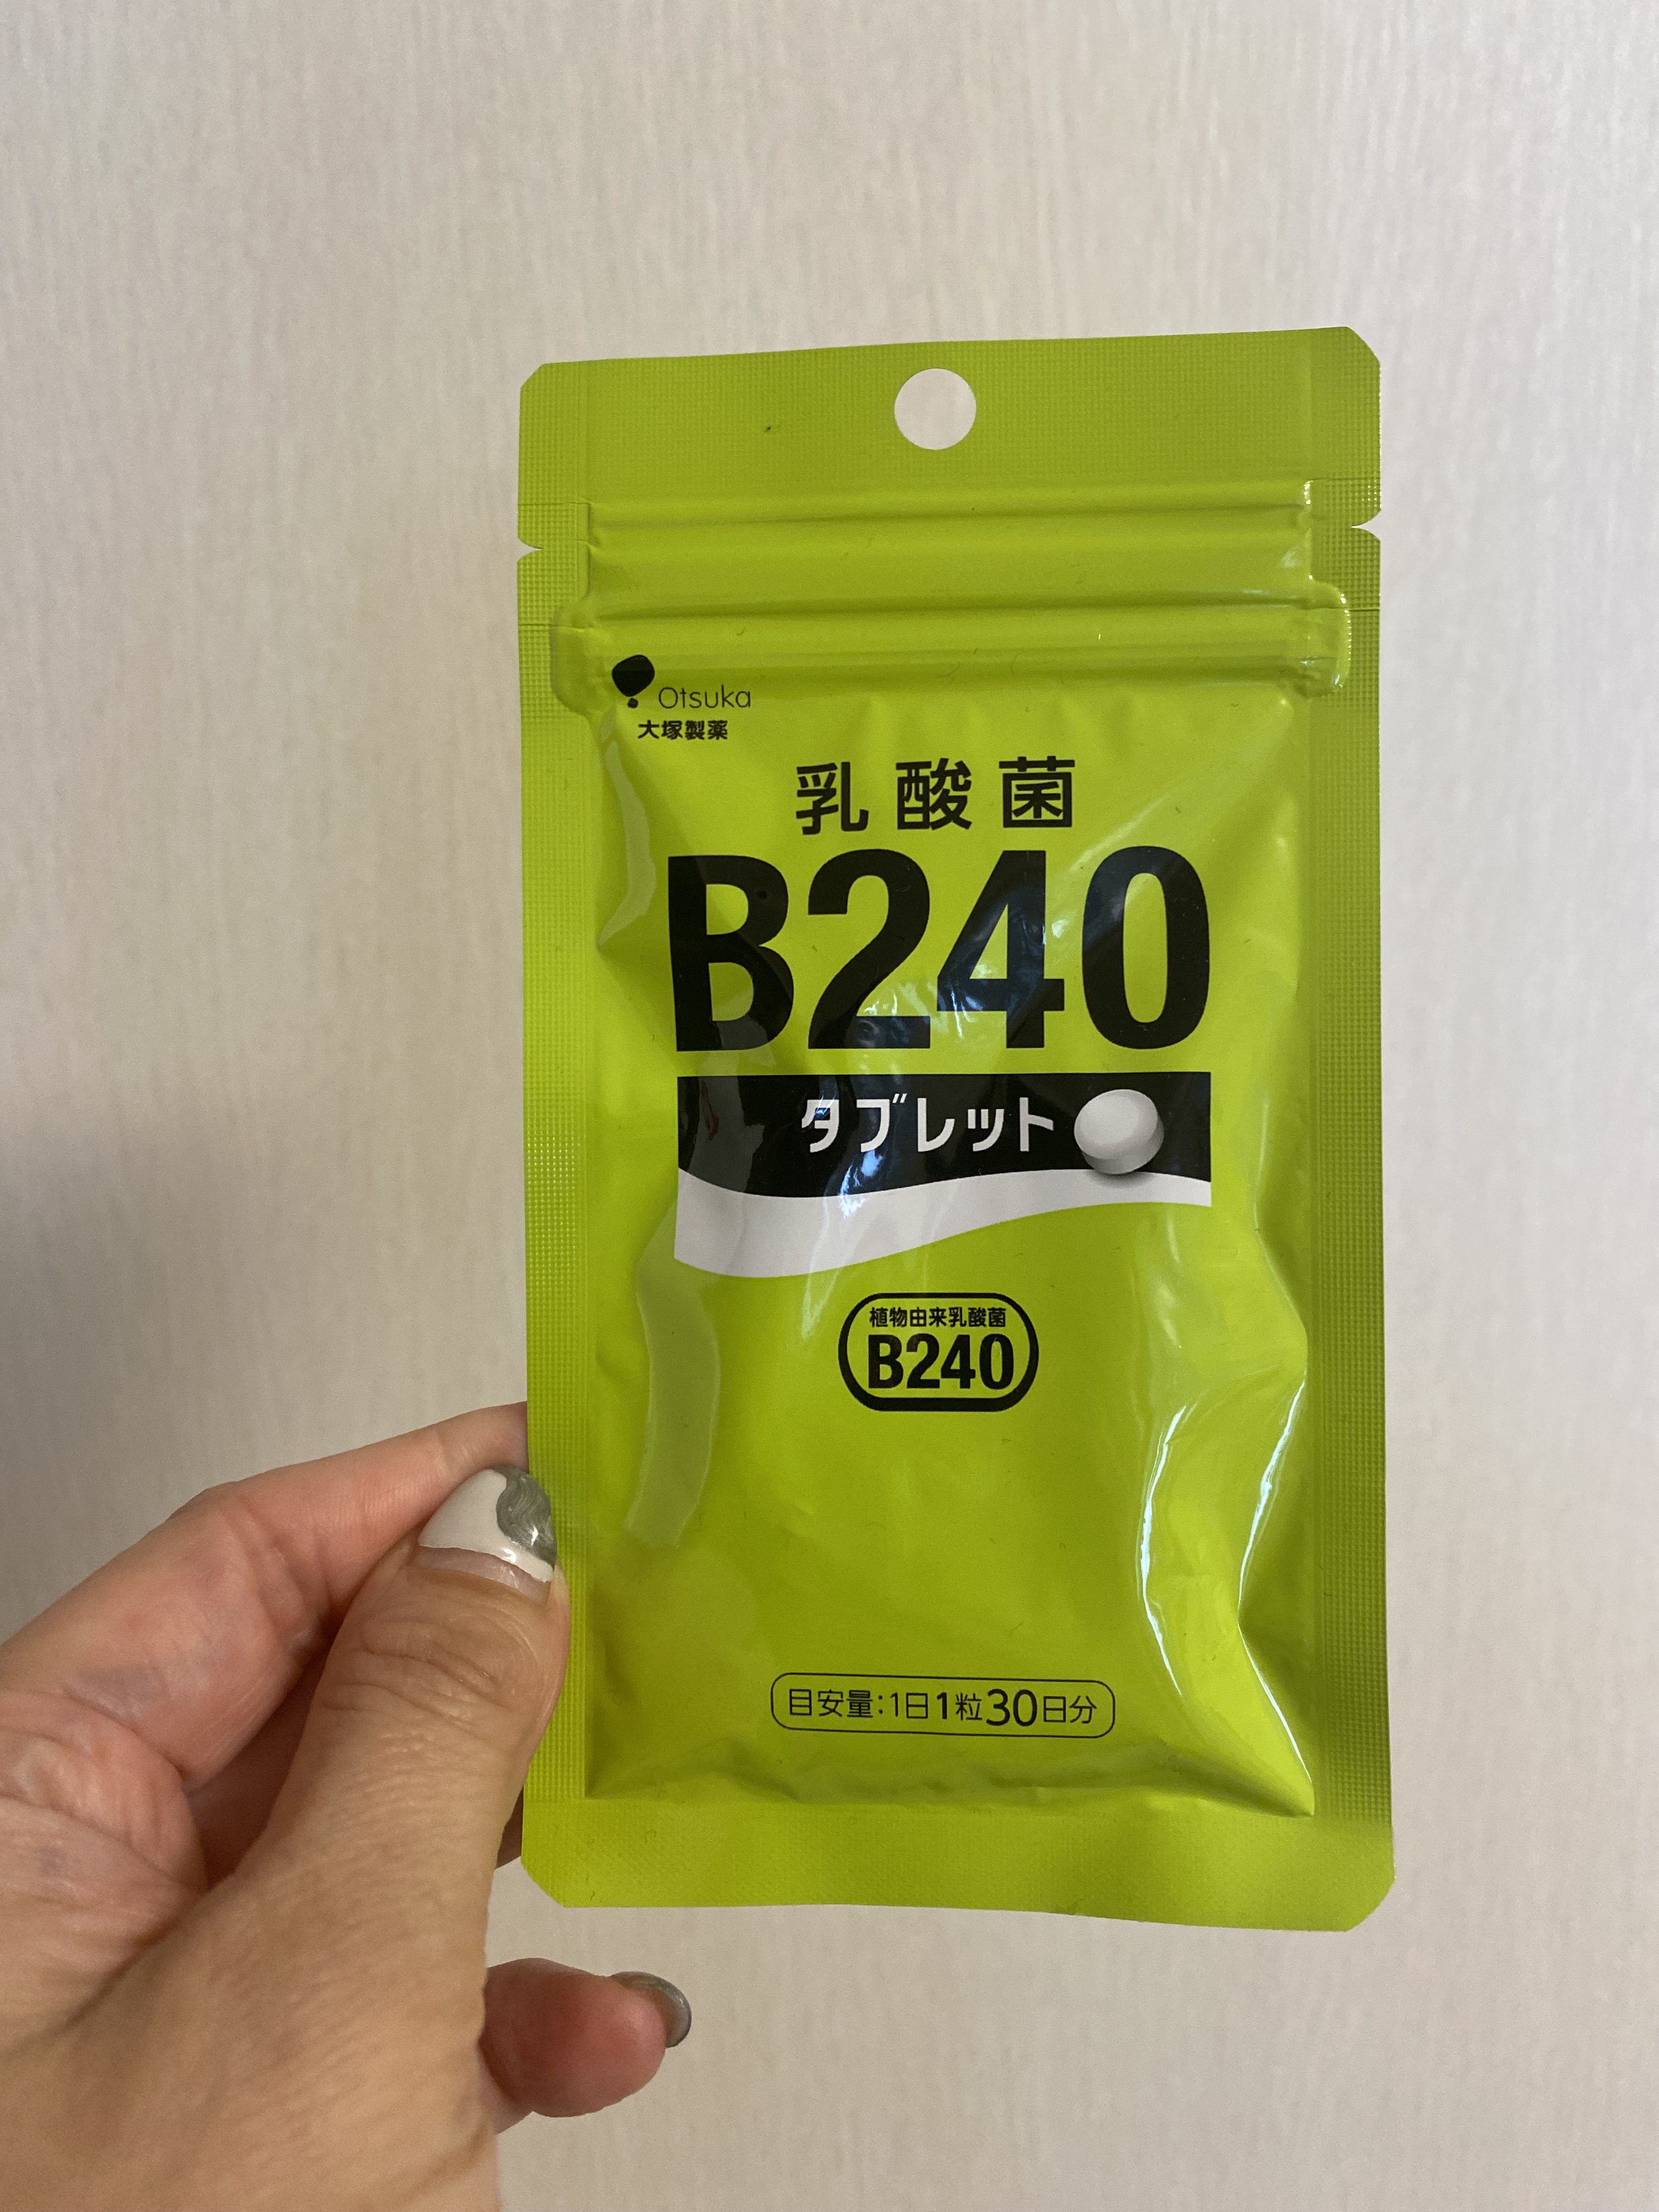 Otsuka
大塚製薬
乳酸菌
B240
タブレット
植物由来乳酸菌
B240
目安量:1日1粒30日分